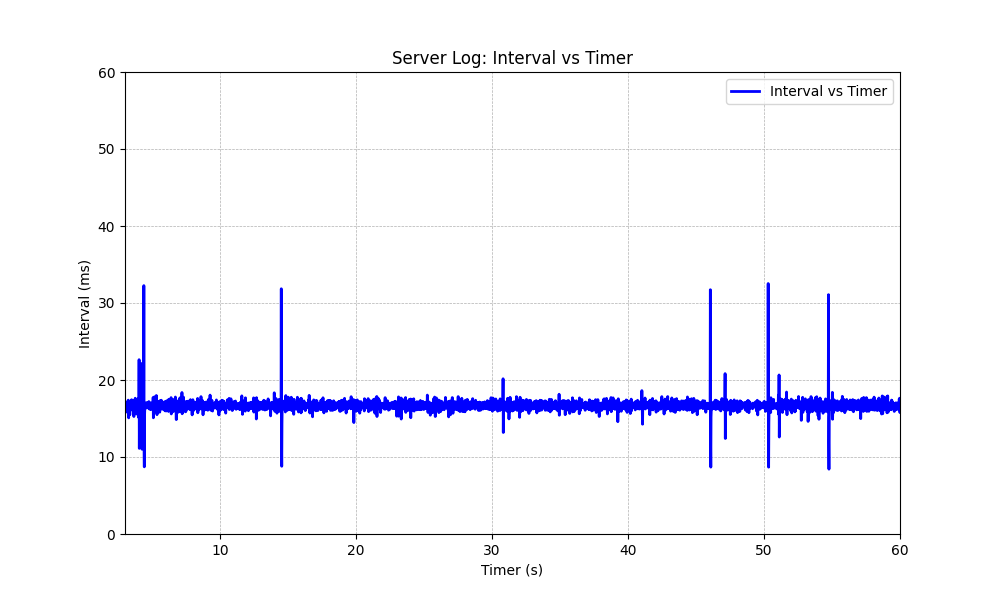 Server Log: Interval vs Timer
Interval vs Timer
60
50
40
30
20
10
0
Interval (ms)
10 20 30 40 50 60
Timer (s)